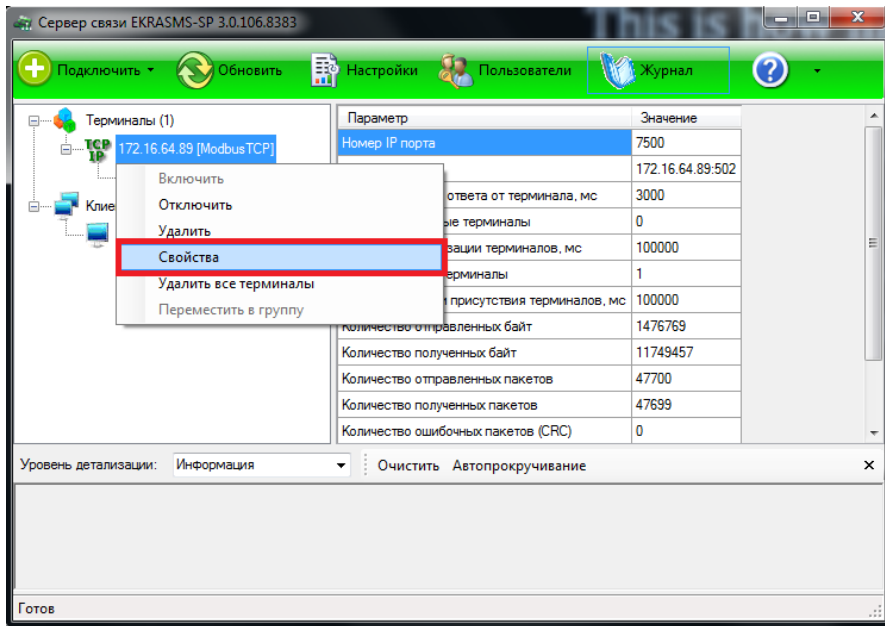 Сервер связи EKRASMS-SP 3.0.106.8383
This is how
Подключить Обновить Настройки Пользователи Журнал
Терминалы (1)
TCP
IP
172.16.64.89 [ModbusTCP]
Клие
Включить
Отключить
Удалить
Свойства
Удалить все терминалы
Переместить в группу
Параметр Значение
Номер IP порта 7500
172.16.64.89:502
ответа от терминала, мс 3000
ые терминалы 0
зации терминалов, мс 100000
ерминалы 1
присутствия терминалов, мс 100000
Количество отправленных байт 1476769
Количество полученных байт 11749457
Количество отправленных пакетов 47700
Количество полученных пакетов 47699
Количество ошибочных пакетов (CRC) 0
Уровень детализации: Информация Очистить Автопрокручивание
Готов